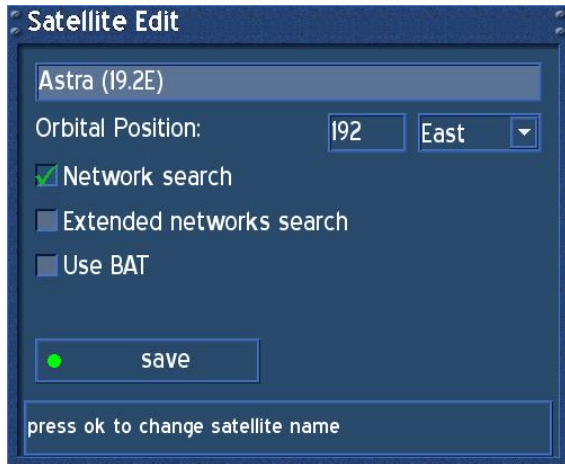 Satellite Edit
Astra (19.2E)
Orbital Position: 192 East
Network search
Extended networks search
Use BAT
save
press ok to change satellite name